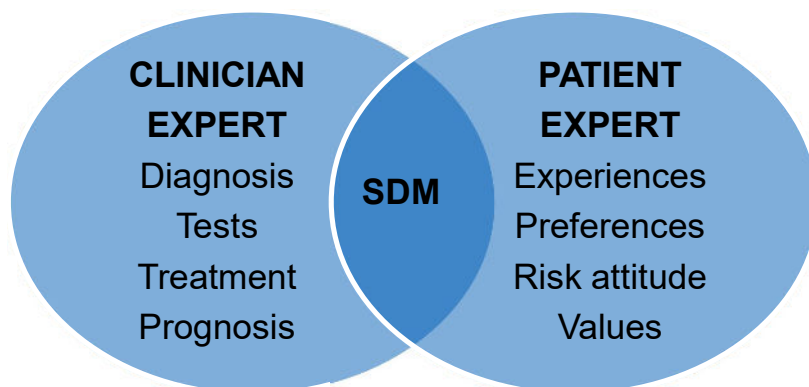 CLINICIAN
EXPERT
Diagnosis
Tests
Treatment
Prognosis
SDM
PATIENT
EXPERT
Experiences
Preferences
Risk attitude
Values